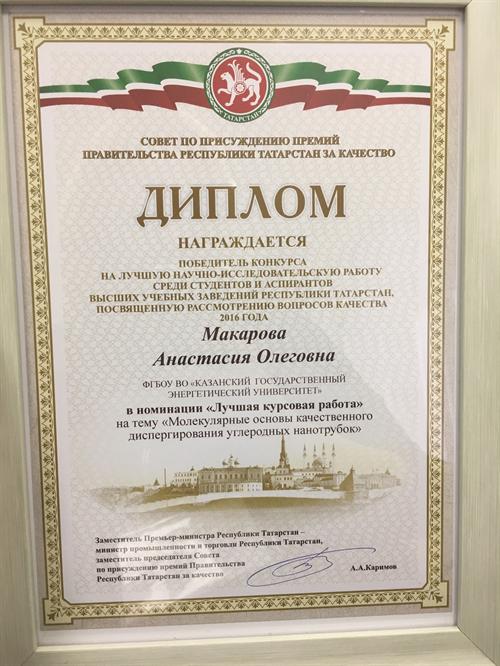 ТАТАРСТАН
СОВЕТ ПО ПРИСУЖДЕНИЮ ПРЕМИЙ
ПРАВИТЕЛЬСТВА РЕСПУБЛИКИ ТАТАРСТАН ЗА КАЧЕСТВО
ДИПЛОМ
НАГРАЖДАЕТСЯ
ПОБЕДИТЕЛЬ КОНКУРСА
НА ЛУЧШУЮ НАУЧНО-ИССЛЕДОВАТЕЛЬСКУЮ РАБОТУ
СРЕДИ СТУДЕНТОВ И АСПИРАНТОВ
ВЫСШИХ УЧЕБНЫХ ЗАВЕДЕНИЙ РЕСПУБЛИКИ ТАТАРСТАН,
ПОСВЯЩЕННУЮ РАССМОТРЕНИЮ ВОПРОСОВ КАЧЕСТВА
2016 ГОДА
Макарова
Анастасия Олеговна
ФГБОУ ВО «КАЗАНСКИЙ ГОСУДАРСТВЕННЫЙ
ЭНЕРГЕТИЧЕСКИЙ УНИВЕРСИТЕТ»
в номинации «Лучшая курсовая работа»
на тему «Молекулярные основы качественного
диспергирования углеродных нанотрубок»
Заместитель Премьер-министра Республики Татарстан –
министр промышленности и торговли Республики Татарстан,
заместитель председателя Совета
по присуждению премий Правительства
Республики Татарстан за качество
А.А.Каримов